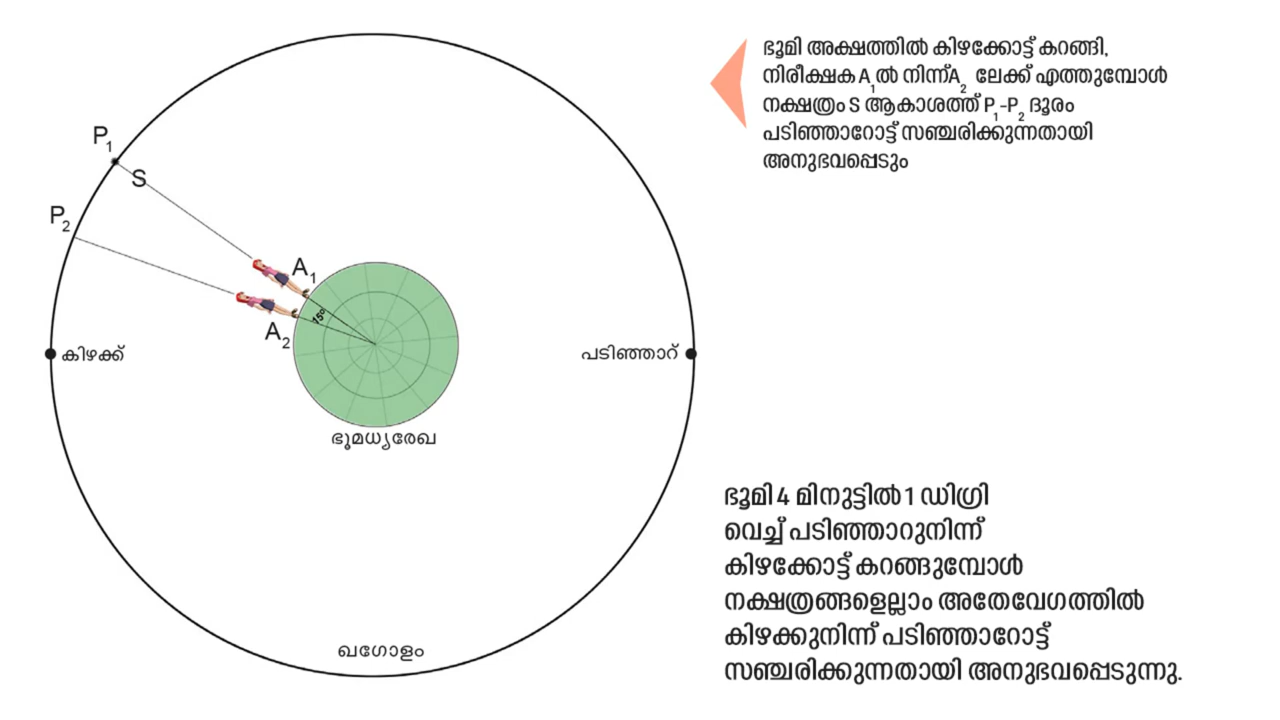 P1
S
P2
A1
15°
A2
കിഴക്ക്
പടിഞ്ഞാറ്
ഭൂമധ്യരേഖ
ഖഗോളം
ഭൂമി അക്ഷത്തിൽ കിഴക്കോട്ട് കറങ്ങി,
നിരീക്ഷക A1ൽ നിന്ന്A2 ലേക്ക് എത്തുമ്പോൾ
നക്ഷത്രം S ആകാശത്ത് P1-P2 ദൂരം
പടിഞ്ഞാറോട്ട് സഞ്ചരിക്കുന്നതായി
അനുഭവപ്പെടും
ഭൂമി 4 മിനുട്ടിൽ 1 ഡിഗ്രി
വെച്ച് പടിഞ്ഞാറുനിന്ന്
കിഴക്കോട്ട് കറങ്ങുമ്പോൾ
നക്ഷത്രങ്ങളെല്ലാം അതേവേഗത്തിൽ
കിഴക്കുനിന്ന് പടിഞ്ഞാറോട്ട്
സഞ്ചരിക്കുന്നതായി അനുഭവപ്പെടുന്നു.